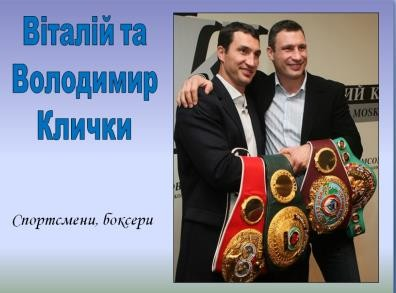 Віталій та
Володимир
Клички
Спортсмени, боксери